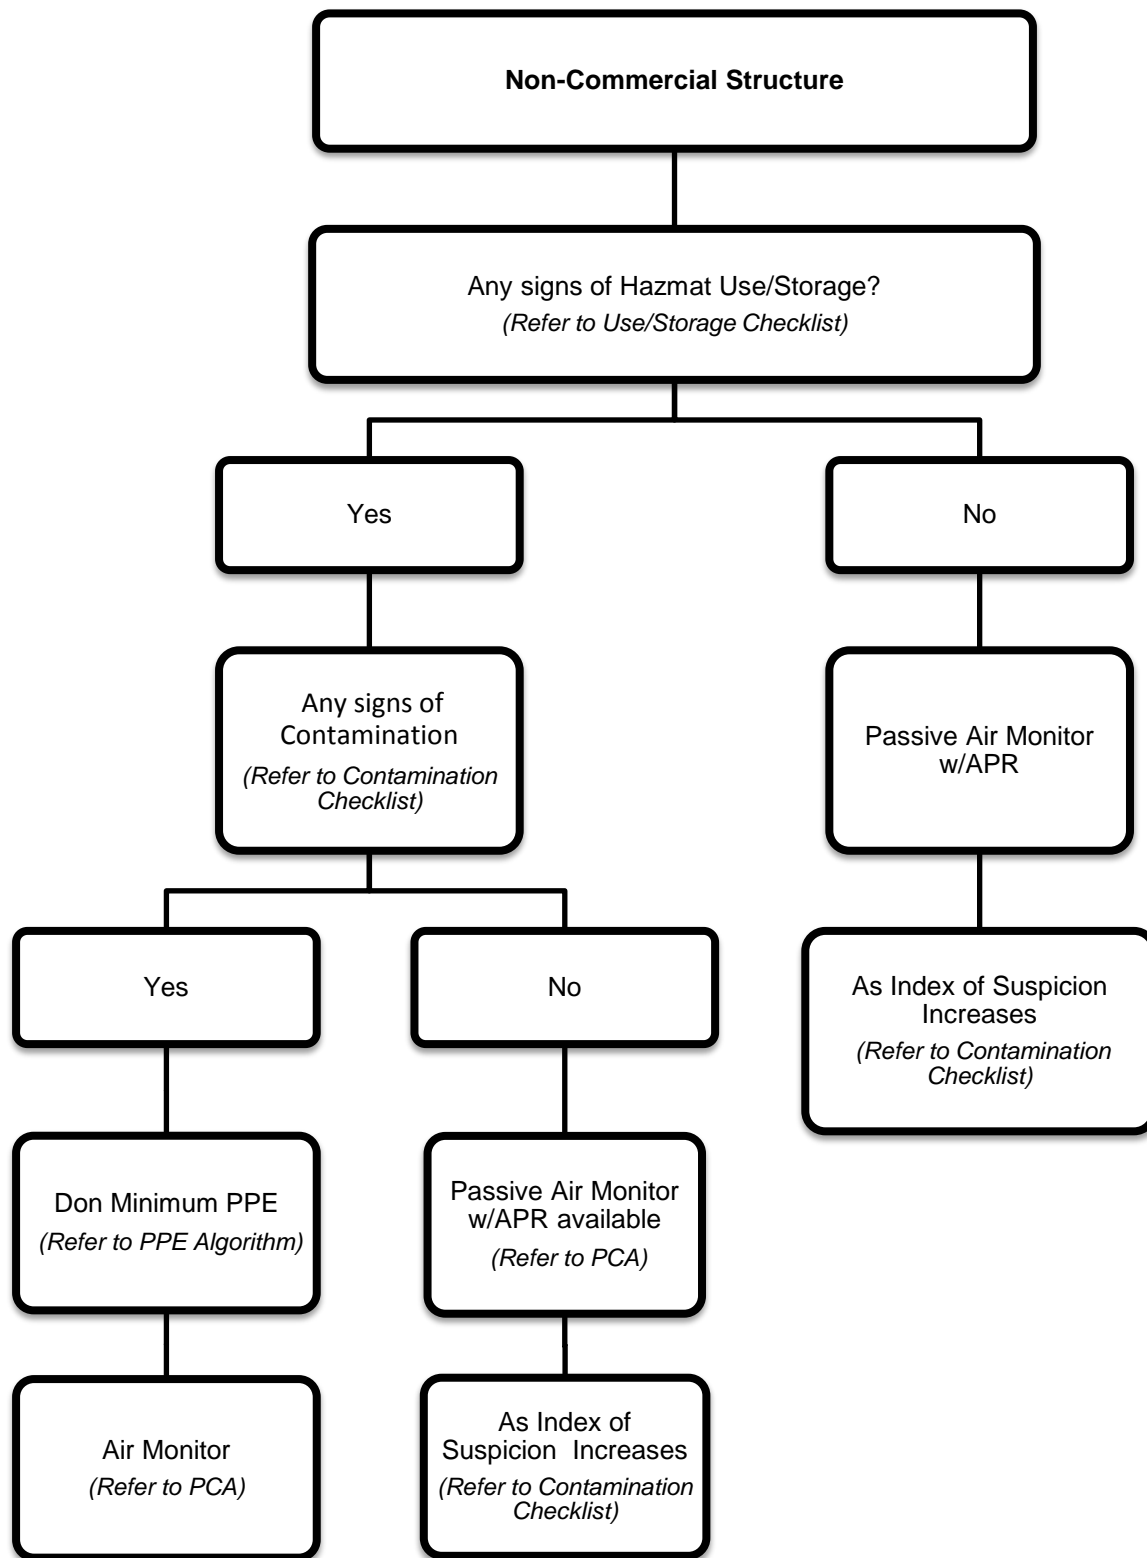 Non-Commercial Structure
Any signs of Hazmat Use/Storage?
(Refer to Use/Storage Checklist)
Yes
No
Any signs of
Contamination
(Refer to Contamination
Checklist)
Passive Air Monitor
w/APR
Yes
No
As Index of Suspicion
Increases
(Refer to Contamination
Checklist)
Don Minimum PPE
(Refer to PPE Algorithm)
Passive Air Monitor
w/APR available
(Refer to PCA)
Air Monitor
(Refer to PCA)
As Index of
Suspicion  Increases
(Refer to Contamination
Checklist)